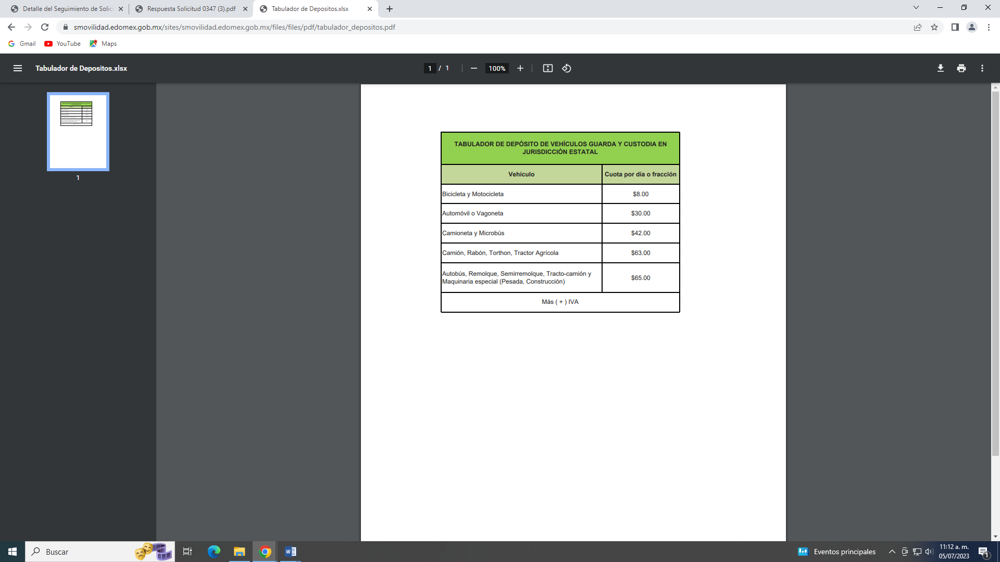 Detalle del Seguimiento de Solici
Respuesta Solicitud 0347 (3).pdf
Tabulador de Depositos.xlsx
smovilidad.edomex.gob.mx/sites/smovilidad.edomex.gob.mx/files/files/pdf/tabulador_depositos.pdf
Gmail
YouTube
Maps
Tabulador de Depositos.xlsx
1 / 1
100%
1
TABULADOR DE DEPÓSITO DE VEHÍCULOS GUARDA Y CUSTODIA EN
JURISDICCIÓN ESTATAL
Vehículo
Cuota por día o fracción
Bicicleta y Motocicleta
$8.00
Automóvil o Vagoneta
$30.00
Camioneta y Microbús
$42.00
Camión, Rabón, Torthon, Tractor Agrícola
$63.00
Autobús, Remolque, Semirremolque, Tracto-camión y
Maquinaria especial (Pesada, Construcción)
$65.00
Más ( + ) IVA
Buscar
Eventos principales
11:12 a. m.
05/07/2023
1